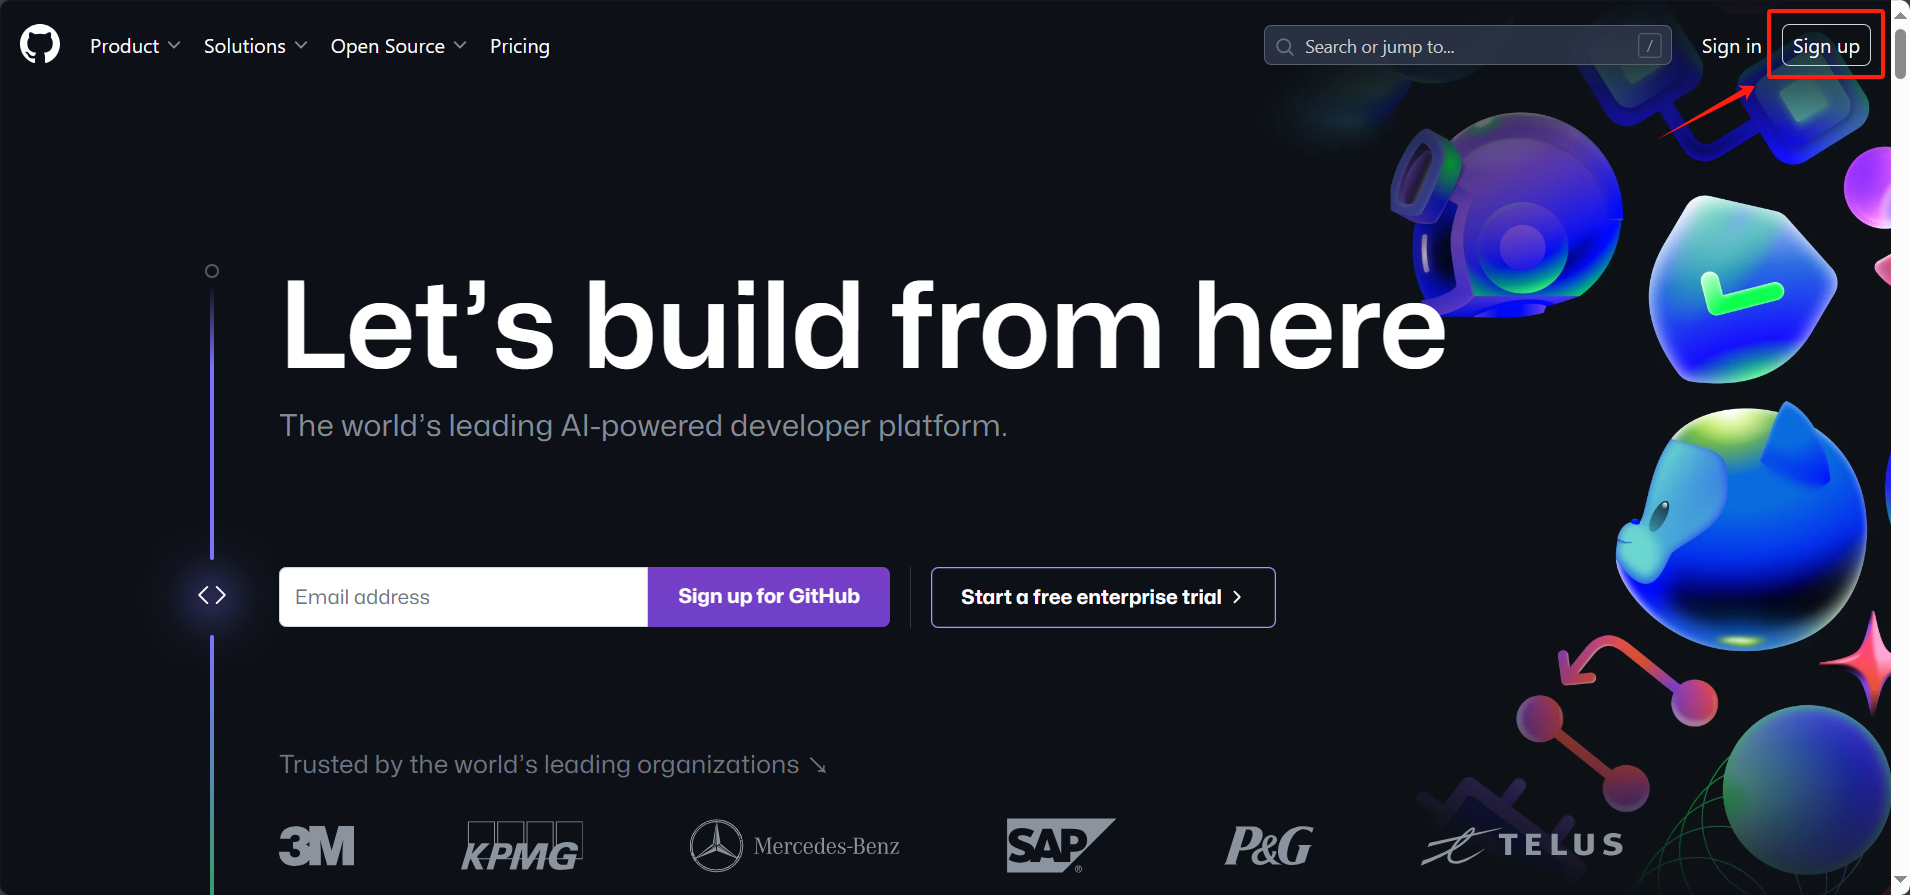 Product Solutions Open Source Pricing Search or jump to... / Sign in Sign up
Let’s build from here
The world’s leading AI-powered developer platform.
Email address Sign up for GitHub Start a free enterprise trial
Trusted by the world’s leading organizations ↘
3M KPMG Mercedes-Benz SAP ® P&G TELUS